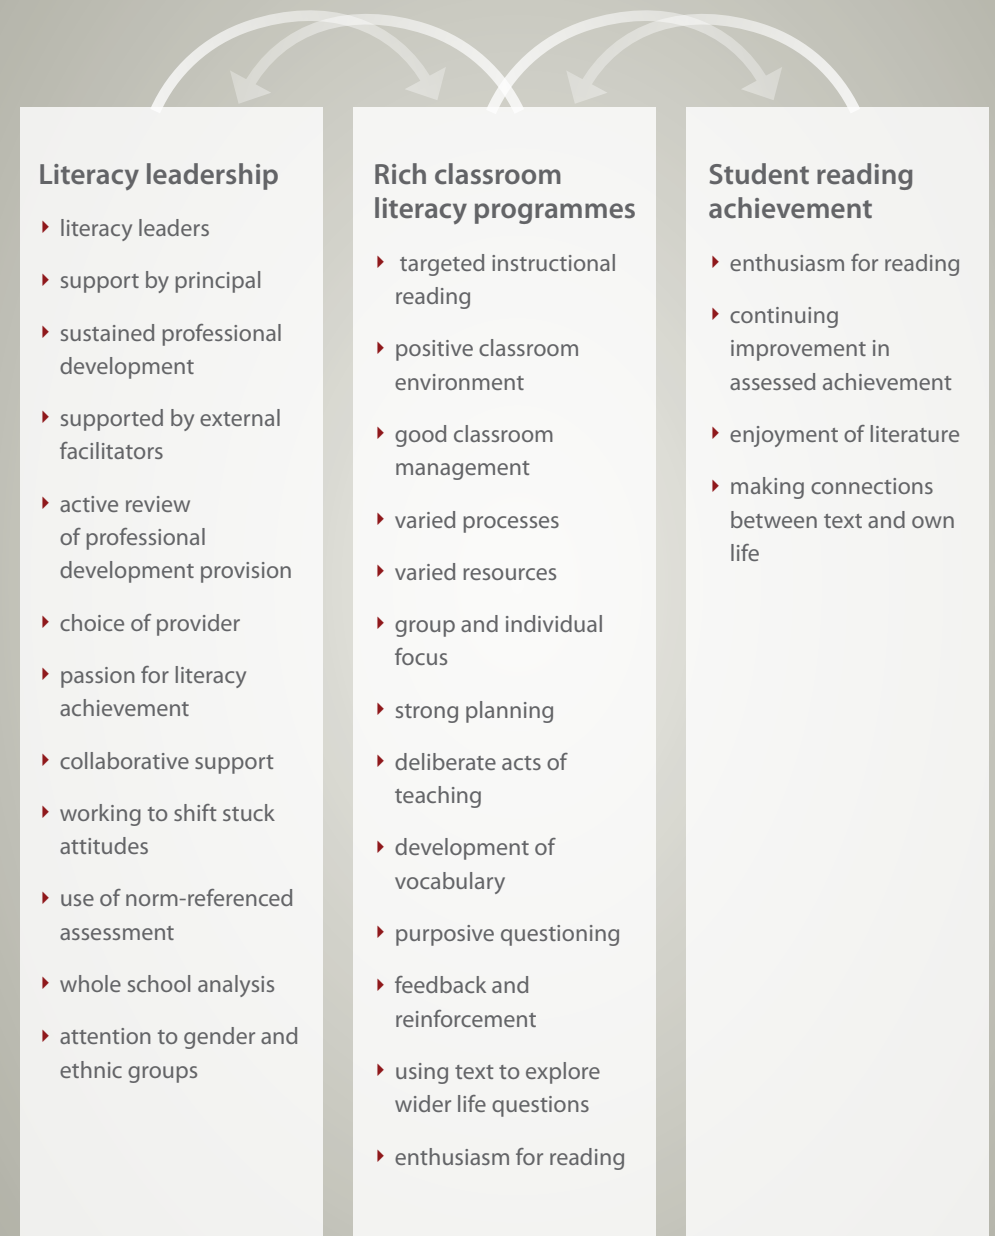 Literacy leadership
literacy leaders
support by principal
sustained professional
development
supported by external
facilitators
active review
of professional
development provision
choice of provider
passion for literacy
achievement
collaborative support
working to shift stuck
attitudes
use of norm-referenced
assessment
whole school analysis
attention to gender and
ethnic groups
Rich classroom
literacy programmes
targeted instructional
reading
positive classroom
environment
good classroom
management
varied processes
varied resources
group and individual
focus
strong planning
deliberate acts of
teaching
development of
vocabulary
purposive questioning
feedback and
reinforcement
using text to explore
wider life questions
enthusiasm for reading
Student reading
achievement
enthusiasm for reading
continuing
improvement in
assessed achievement
enjoyment of literature
making connections
between text and own
life